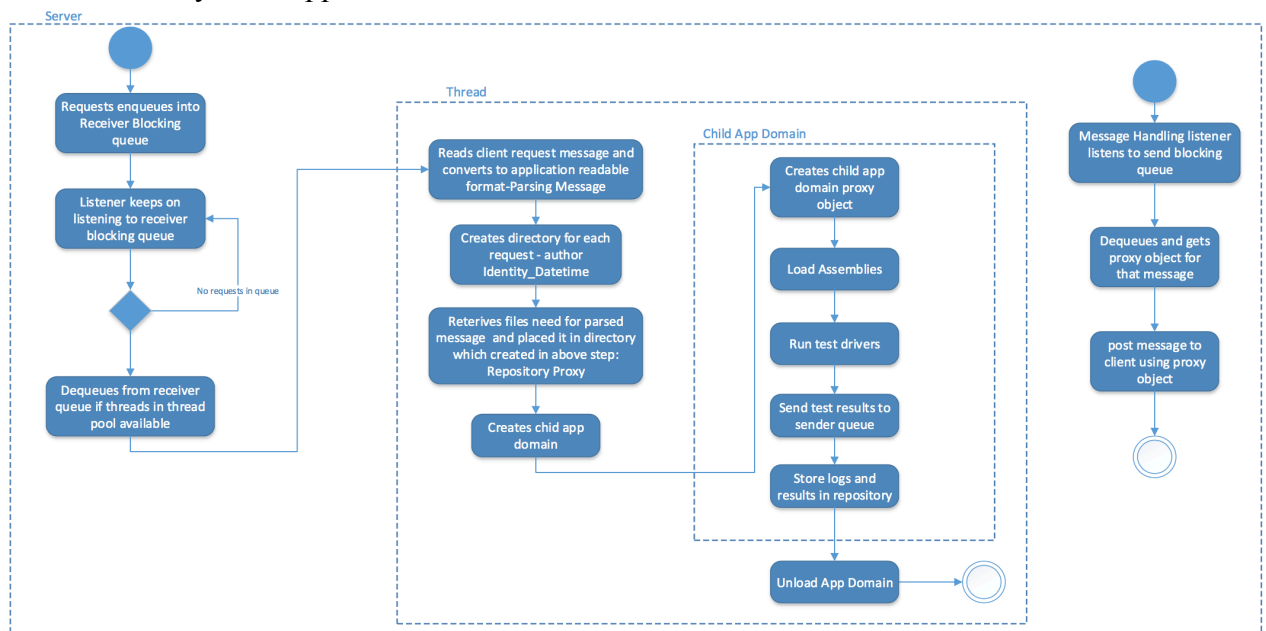 Server
Requests enqueues into
Receiver Blocking
queue
Listener keeps on
listening to receiver
blocking queue
No requests in queue
Dequeues from receiver
queue if threads in thread
pool available
Thread
Reads client request message and
converts to application readable
format-Parsing Message
Creates directory for each
request - author
Identity_Datetime
Reterives files need for parsed
message and placed it in directory
which created in above step:
Repository Proxy
Creates chid app
domain
Child App Domain
Creates child app
domain proxy
object
Load Assemblies
Run test drivers
Send test results to
sender queue
Store logs and
results in repository
Unload App Domain
Message Handling listener
listens to send blocking
queue
Dequeues and gets
proxy object for
that message
post message to
client using proxy
object